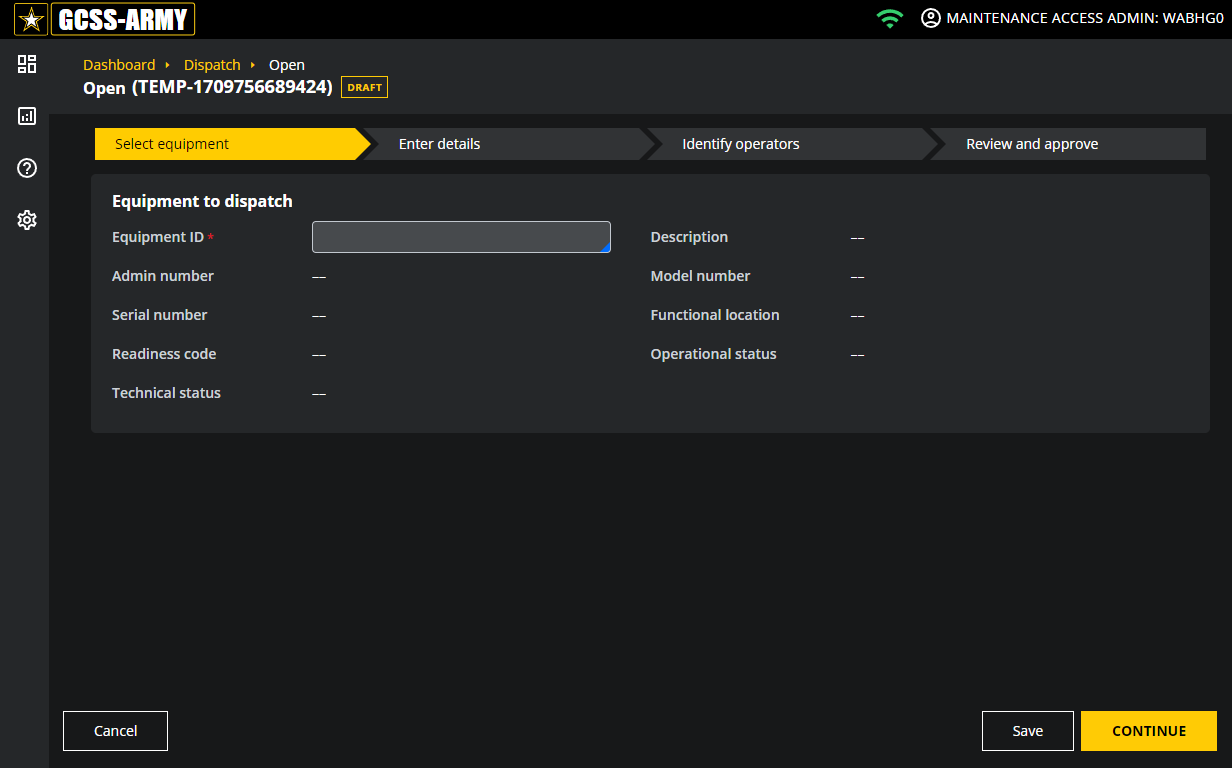 GCSS-ARMY
MAINTENANCE ACCESS ADMIN: WABHG0
Dashboard Dispatch Open
Open (TEMP-1709756689424) DRAFT
Select equipment Enter details Identify operators Review and approve
Equipment to dispatch
Equipment ID * Description --
Admin number -- Model number --
Serial number -- Functional location --
Readiness code -- Operational status --
Technical status --
Cancel Save CONTINUE